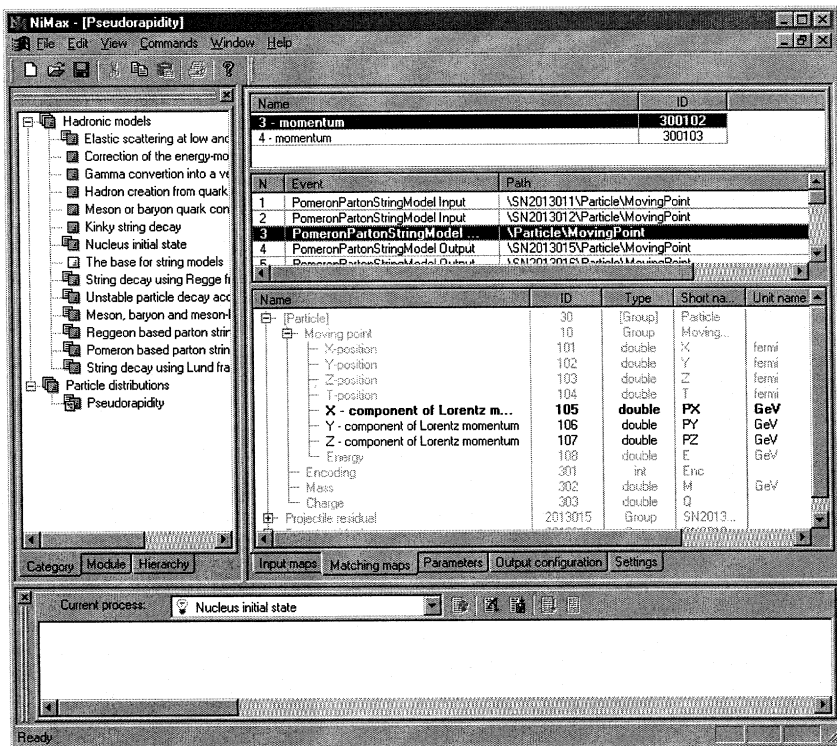 NiMax - [Pseudorapidity]
File Edit View Commands Window Help
Hadronic models
Elastic scattering at low and
Correction of the energy-mo
Gamma convertion into a ve
Hadron creation from quark
Meson or baryon quark con
Kinky string decay
Nucleus initial state
The base for string models
String decay using Regge fr
Unstable particle decay acc
Meson, baryon and meson-l
Reggeon based parton strin
Pomeron based parton strin
String decay using Lund fra
Particle distributions
Pseudorapidity
Category Module Hierarchy
Name ID
3 - momentum 300102
4 - momentum 300103
N Event Path
1 PomeronPartonStringModel Input \SN2013011\Particle\MovingPoint
2 PomeronPartonStringModel Input \SN2013012\Particle\MovingPoint
3 PomeronPartonStringModel ... \Particle\MovingPoint
4 PomeronPartonStringModel Output \SN2013015\Particle\MovingPoint
5 PomeronPartonStringModel Output \SN2013016\Particle\MovingPoint
Name ID Type Short na... Unit name
[Particle] 30 [Group] Particle
Moving point 10 Group Moving...
X-position 101 double X fermi
Y-position 102 double Y fermi
Z-position 103 double Z fermi
T-position 104 double T fermi
X - component of Lorentz m... 105 double PX GeV
Y - component of Lorentz momentum 106 double PY GeV
Z - component of Lorentz momentum 107 double PZ GeV
Energy 108 double E GeV
Encoding 301 int Enc
Mass 302 double M GeV
Charge 303 double Q
Projectile residual 2013015 Group SN2013...
Input maps Matching maps Parameters Output configuration Settings
Current process: Nucleus initial state
Ready